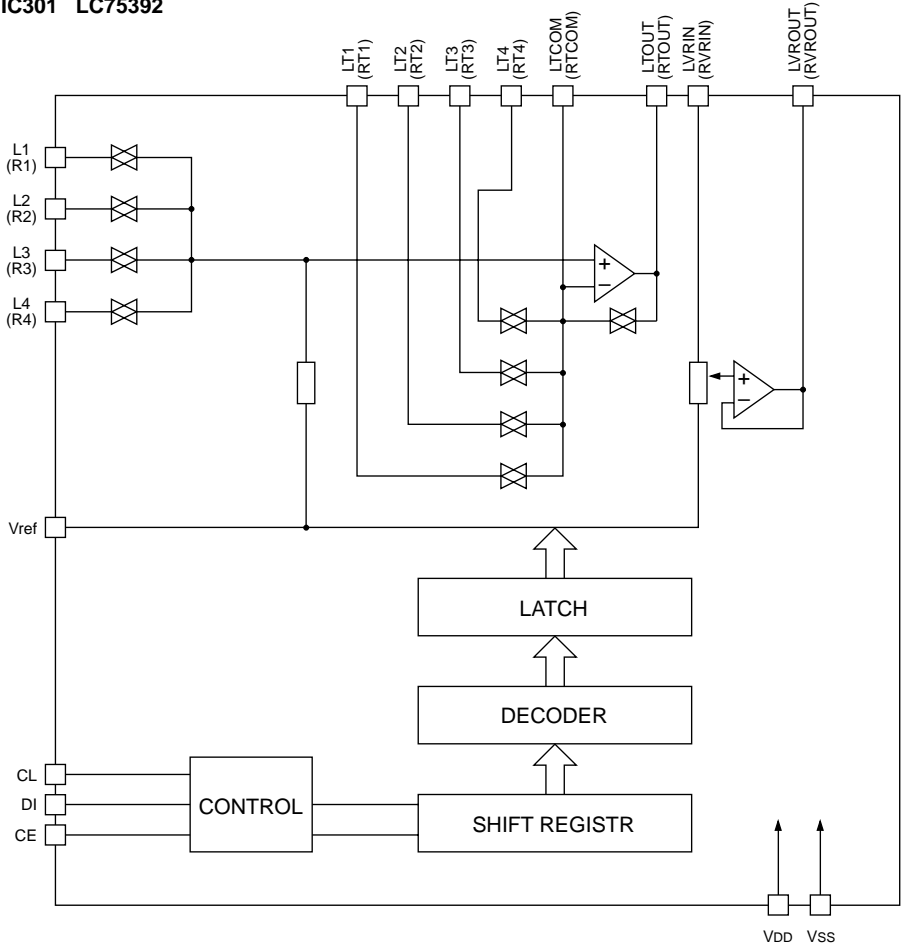 IC301 LC75392
LT1
(RT1)
LT2
(RT2)
LT3
(RT3)
LT4
(RT4)
LTCOM
(RTCOM)
LTOUT
(RTOUT)
LVRIN
(RVRIN)
LVROUT
(RVROUT)
L1
(R1)
L2
(R2)
L3
(R3)
L4
(R4)
+
−
+
−
Vref
LATCH
DECODER
CL
DI
CE
CONTROL
SHIFT REGISTR
VDD
VSS